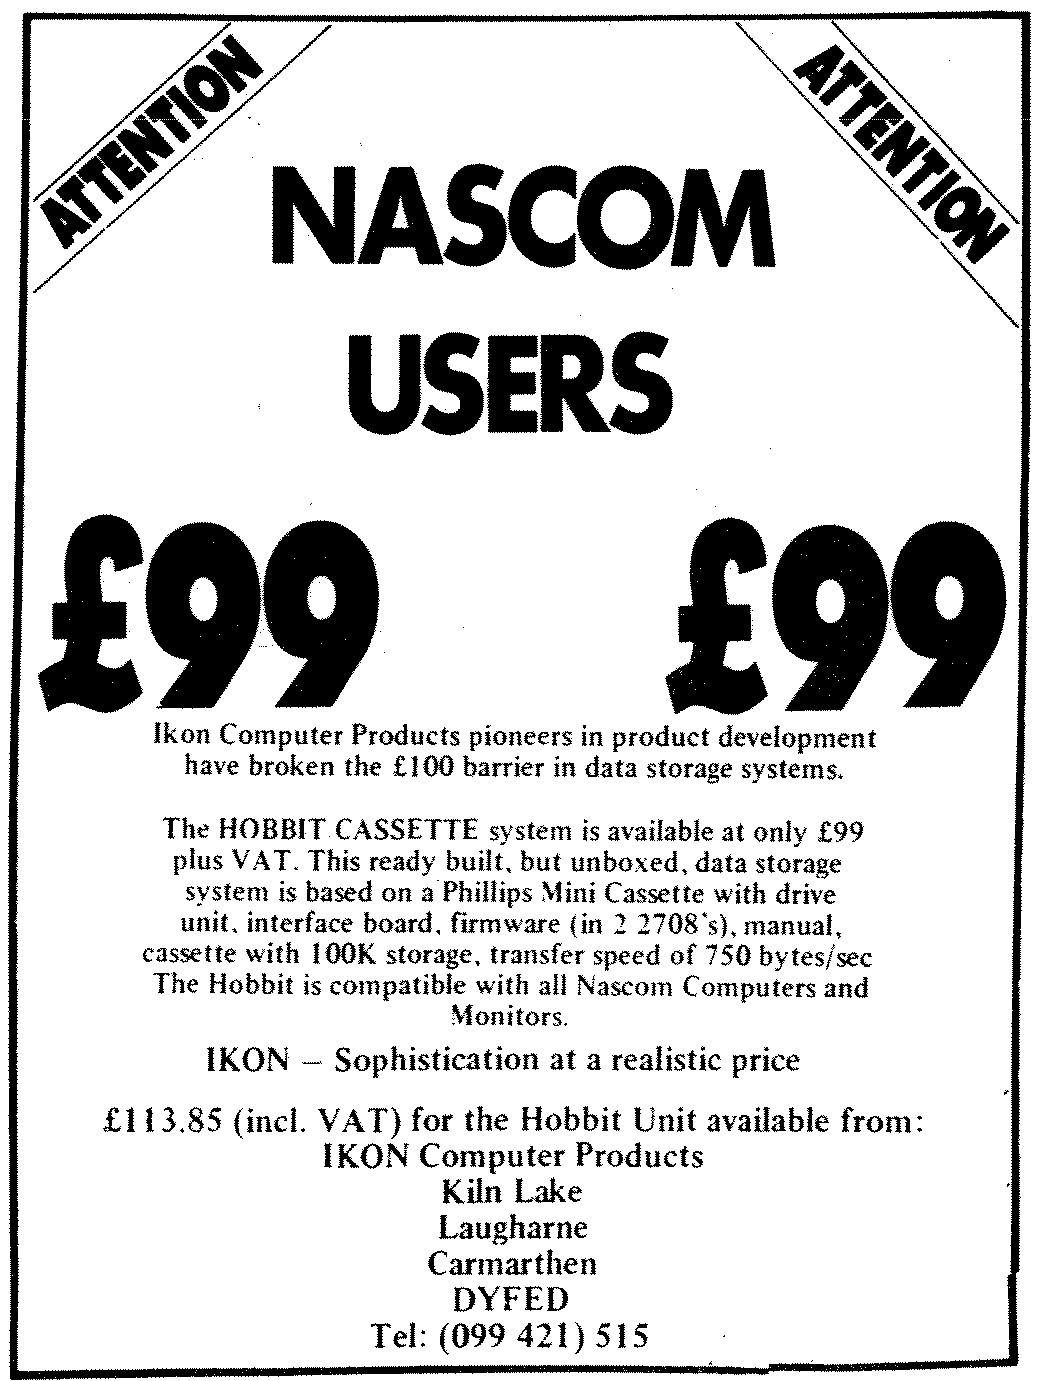 ATTENTION
ATTENTION
NASCOM
USERS
£99
£99
Ikon Computer Products pioneers in product development
have broken the £100 barrier in data storage systems.
The HOBBIT CASSETTE system is available at only £99
plus VAT. This ready built, but unboxed, data storage
system is based on a Phillips Mini Cassette with drive
unit, interface board, firmware (in 2 2708's), manual,
cassette with 100K storage, transfer speed of 750 bytes/sec
The Hobbit is compatible with all Nascom Computers and
Monitors.
IKON – Sophistication at a realistic price
£113.85 (incl. VAT) for the Hobbit Unit available from:
IKON Computer Products
Kiln Lake
Laugharne
Carmarthen
DYFED
Tel: (099 421) 515